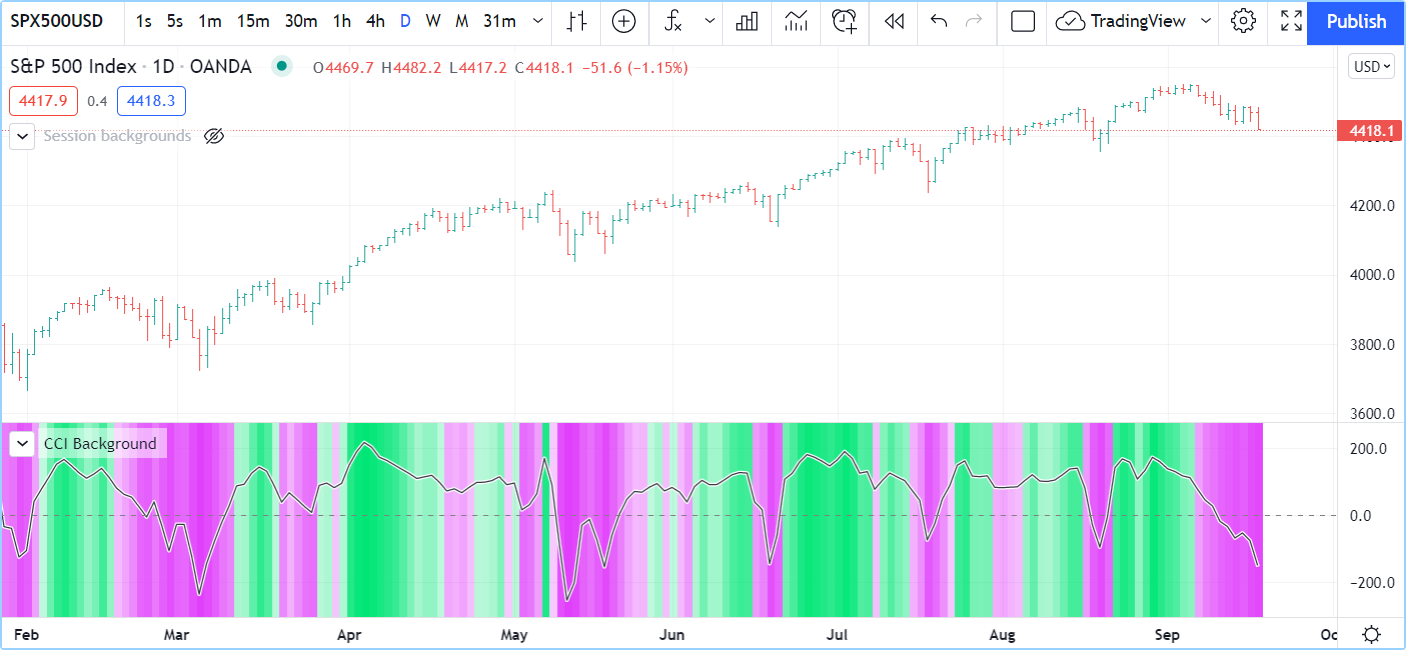 SPX500USD 1s 5s 1m 15m 30m 1h 4h D W M 31m TradingView Publish
S&P 500 Index · 1D · OANDA O4469.7 H4482.2 L4417.2 C4418.1 −51.6 (−1.15%) USD
4417.9 0.4 4418.3
Session backgrounds
4418.1
4200.0
4000.0
3800.0
3600.0
CCI Background
200.0
0.0
−200.0
Feb Mar Apr May Jun Jul Aug Sep Oc